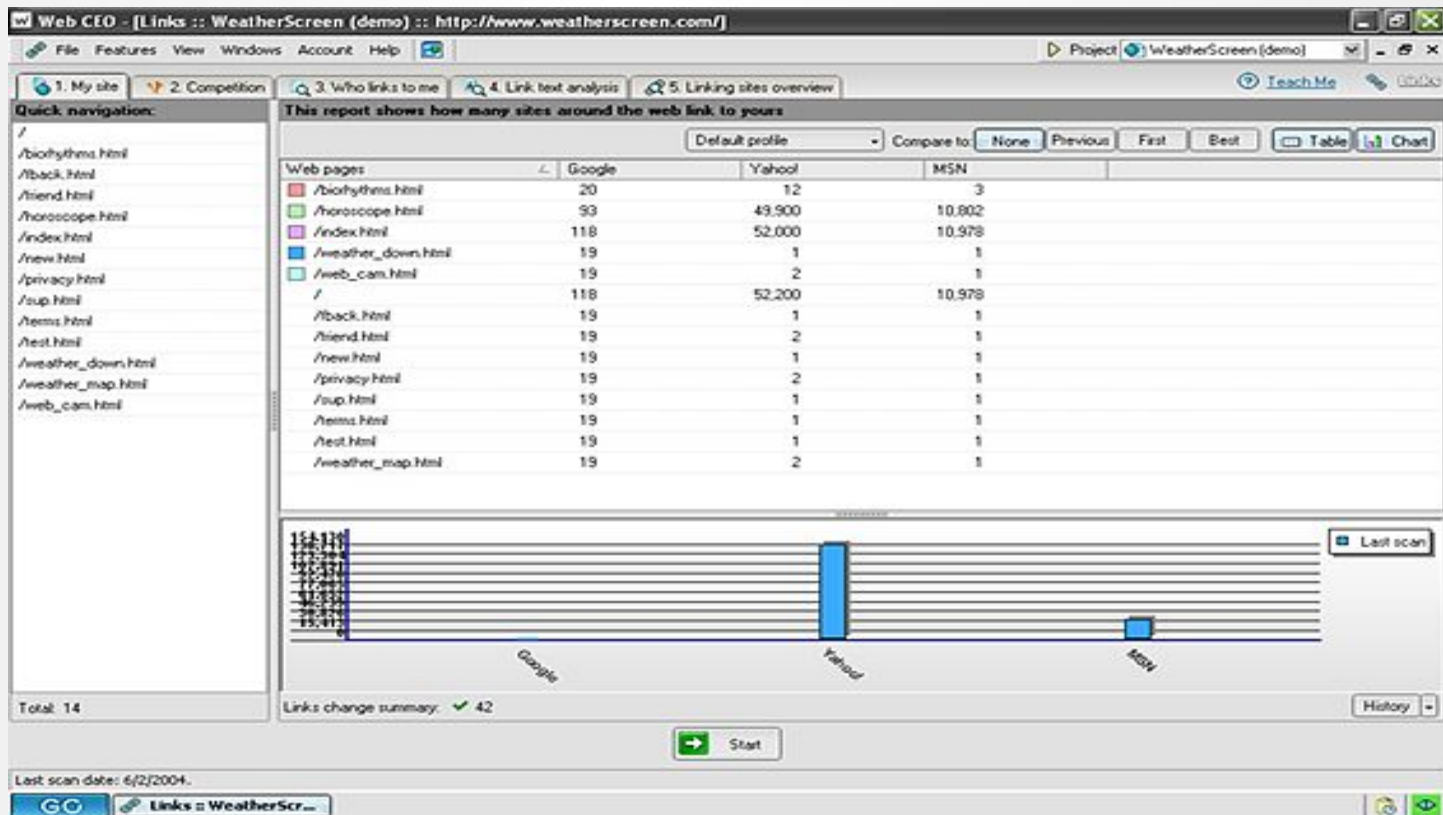 Web CEO - [Links :: WeatherScreen (demo) :: http://www.weatherscreen.com/]
File Features View Windows Account Help Project WeatherScreen (demo)
1. My site 2. Competition 3. Who links to me 4. Link text analysis 5. Linking sites overview Teach Me
Quick navigation: This report shows how many sites around the web link to yours
/
/biorhythms.html
/fback.html
/friend.html
/horoscope.html
/index.html
/new.html
/privacy.html
/sup.html
/terms.html
/test.html
/weather_down.html
/weather_map.html
/web_cam.html
Total: 14
Default profile Compare to: None Previous First Best Table Chart
Web pages Google Yahoo! MSN
/biorhythms.html 20 12 3
/horoscope.html 93 49,900 10,802
/index.html 118 52,000 10,978
/weather_down.html 19 1 1
/web_cam.html 19 2 1
/ 118 52,200 10,978
/fback.html 19 1 1
/friend.html 19 2 1
/new.html 19 1 1
/privacy.html 19 2 1
/sup.html 19 1 1
/terms.html 19 1 1
/test.html 19 1 1
/weather_map.html 19 2 1
15,413
0
Last scan
Google Yahoo! MSN
Links change summary: 42 History
Start
Last scan date: 6/2/2004.
GO Links :: WeatherScr...